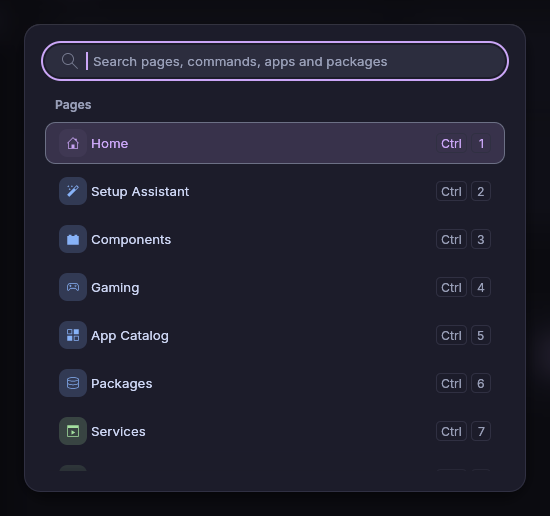 Search pages, commands, apps and packages
Pages
Home Ctrl 1
Setup Assistant Ctrl 2
Components Ctrl 3
Gaming Ctrl 4
App Catalog Ctrl 5
Packages Ctrl 6
Services Ctrl 7